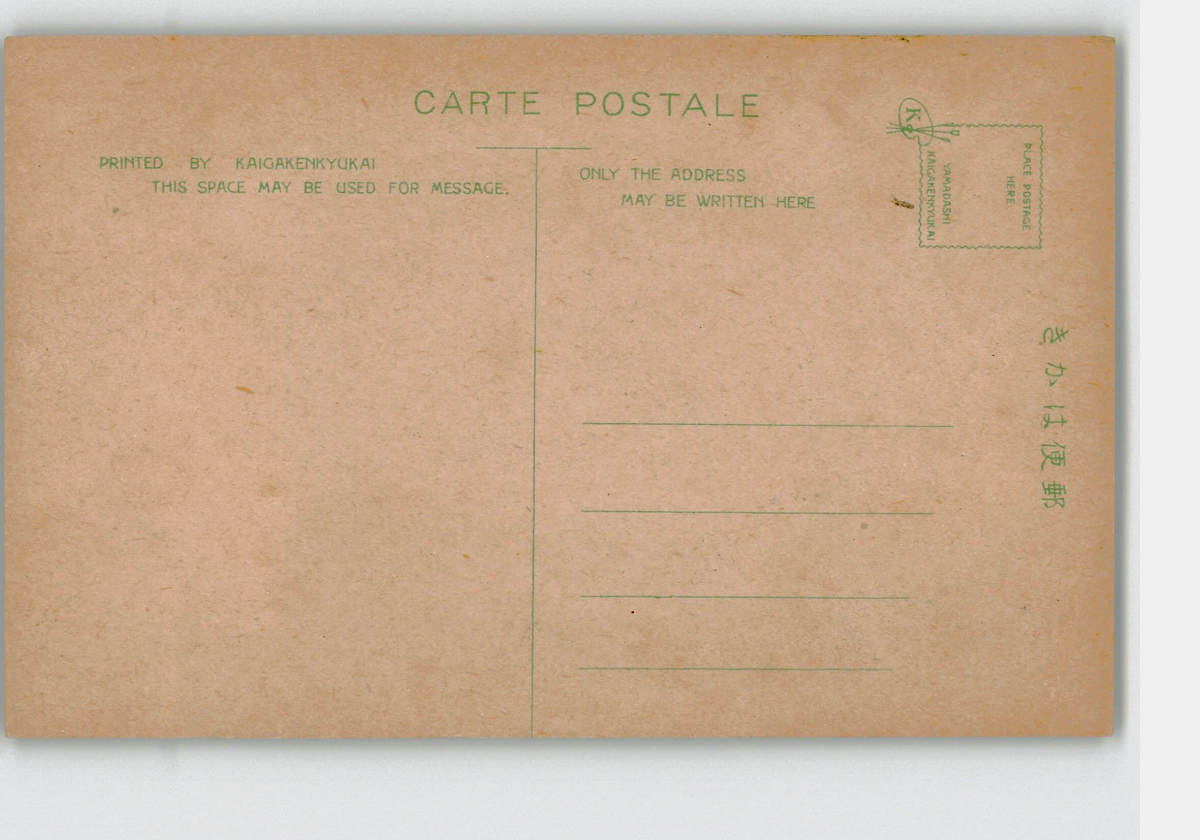 CARTE POSTALE
PRINTED BY KAIGAKENKYUKAI
THIS SPACE MAY BE USED FOR MESSAGE.
ONLY THE ADDRESS
MAY BE WRITTEN HERE
K
PLACE POSTAGE
HERE
YAMADASHI
KAIGAKENKYUKAI
きかは便郵